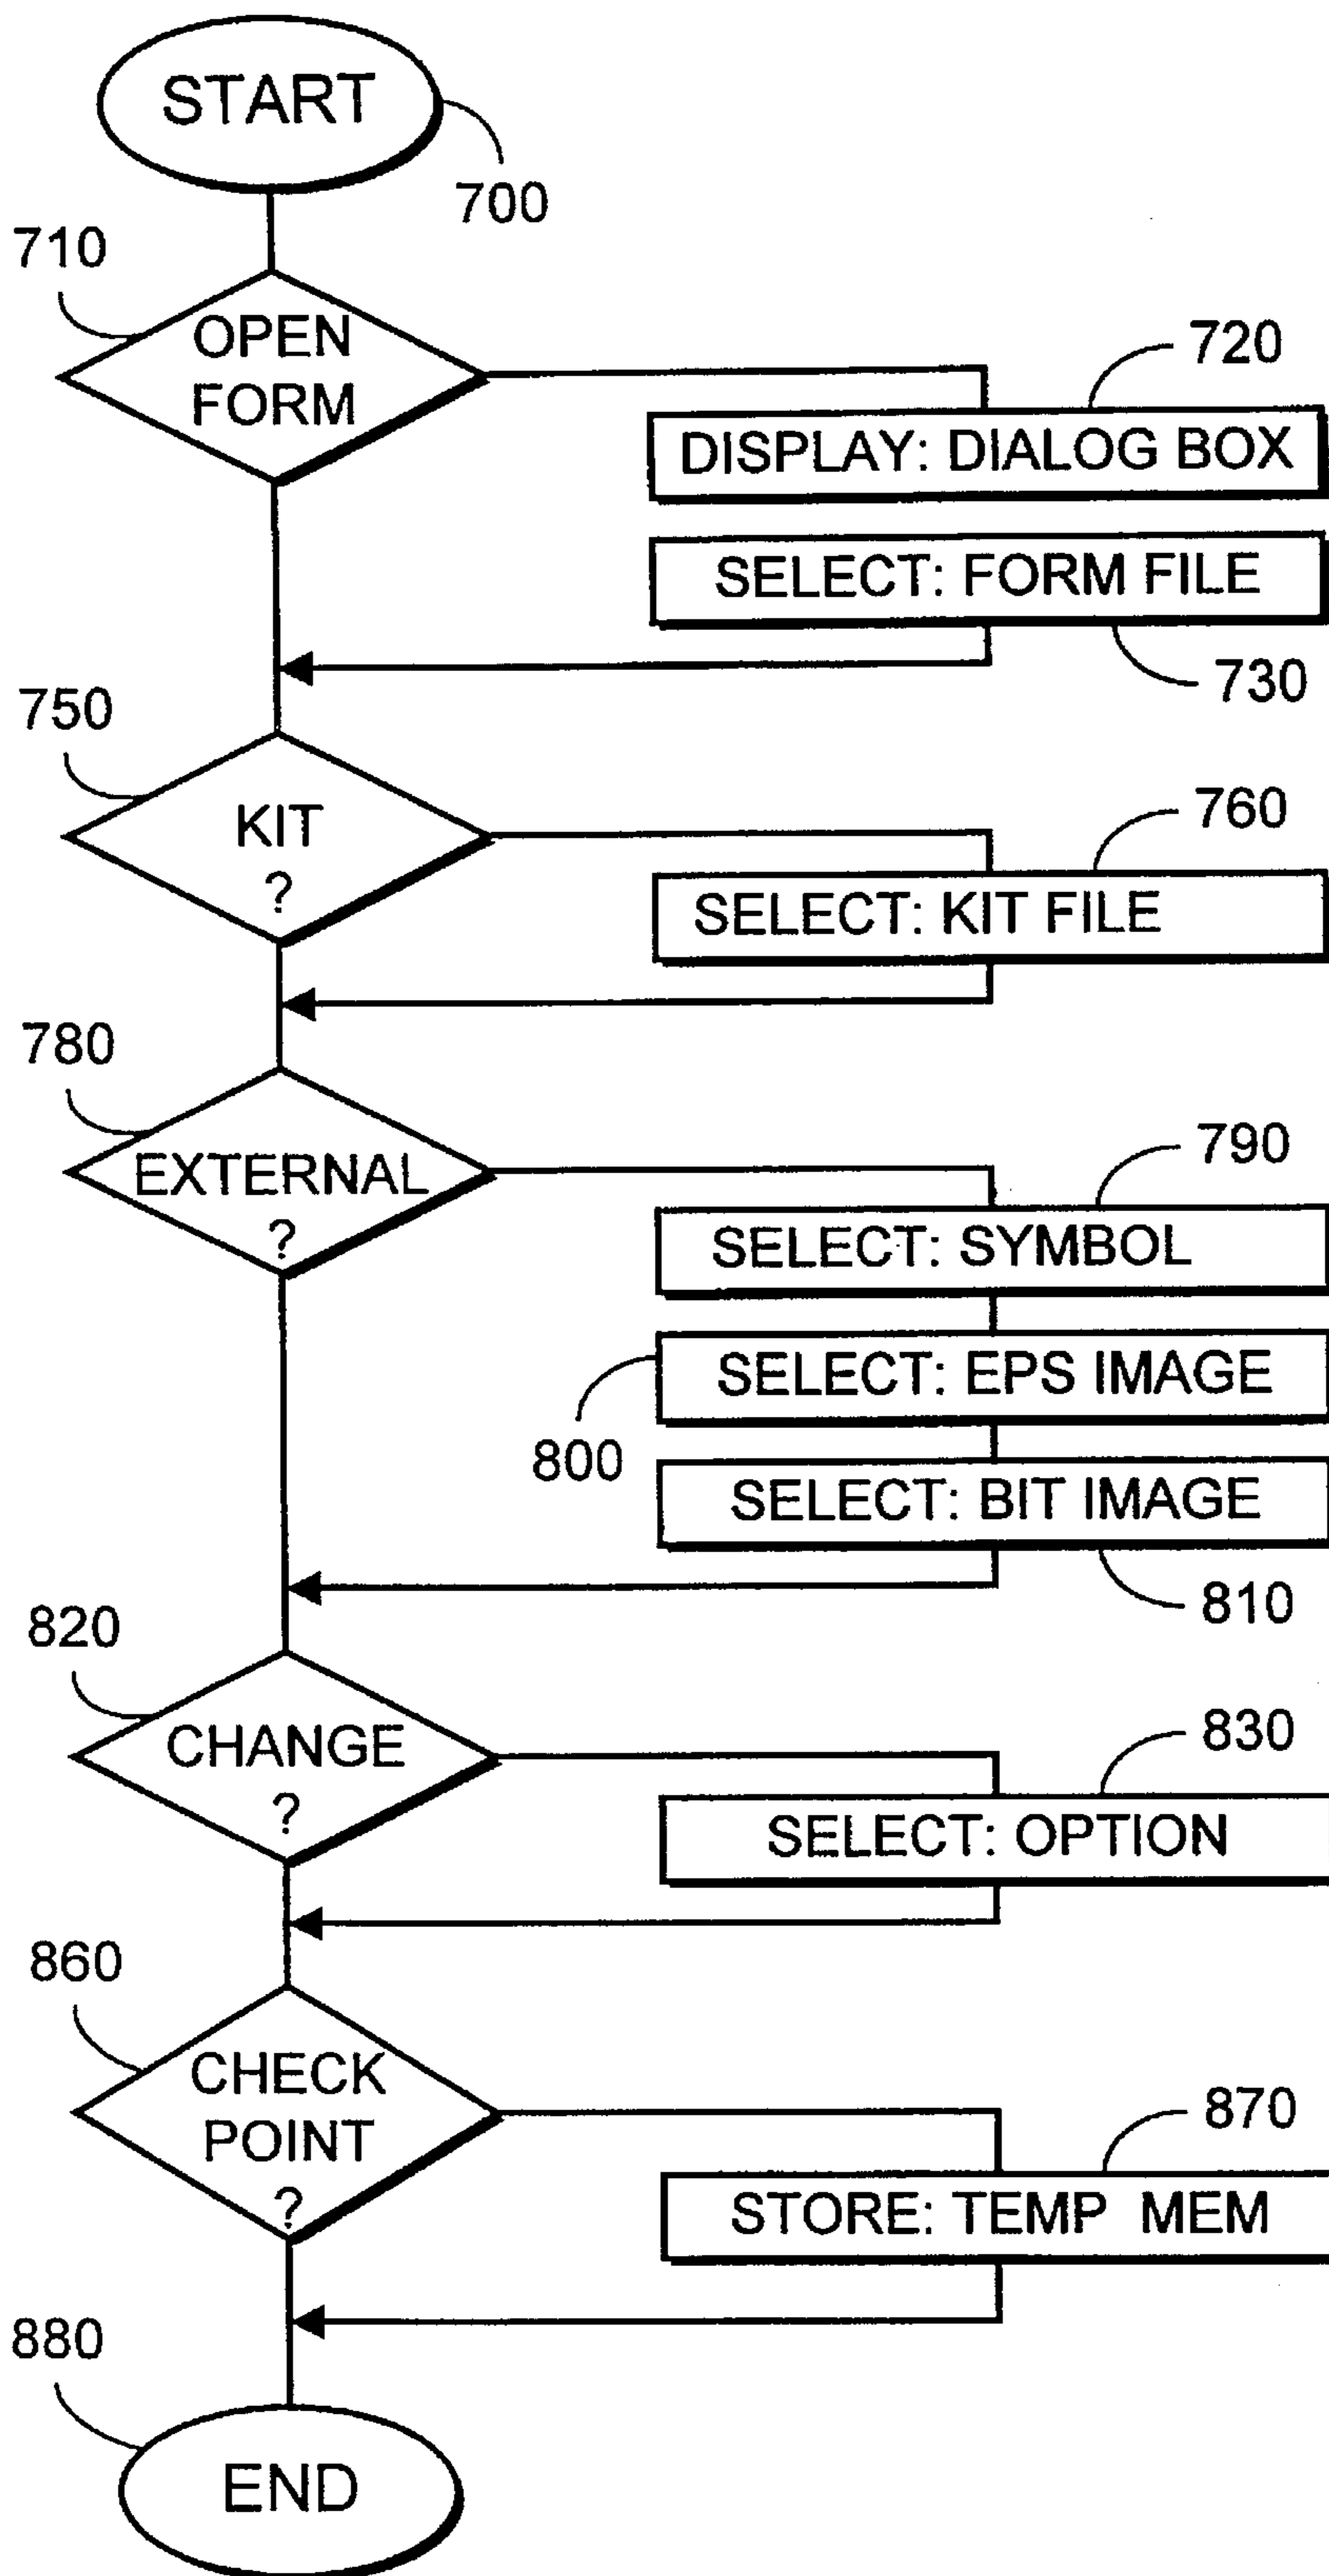 START
700
710
OPEN
FORM
720
DISPLAY: DIALOG BOX
SELECT: FORM FILE
730
750
KIT
?
760
SELECT: KIT FILE
780
EXTERNAL
?
790
SELECT: SYMBOL
SELECT: EPS IMAGE
800
SELECT: BIT IMAGE
810
820
CHANGE
?
830
SELECT: OPTION
860
CHECK
POINT
?
870
STORE: TEMP MEM
880
END